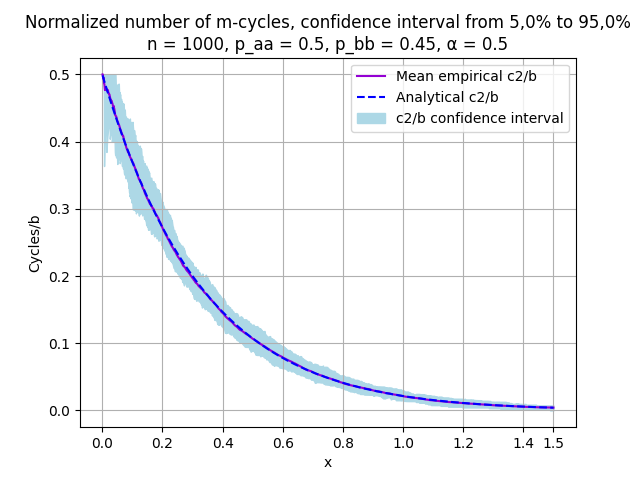 Normalized number of m-cycles, confidence interval from 5,0% to 95,0%
n = 1000, p_aa = 0.5, p_bb = 0.45, α = 0.5
Mean empirical c2/b
Analytical c2/b
c2/b confidence interval
Cycles/b
0.5
0.4
0.3
0.2
0.1
0.0
0.0 0.2 0.4 0.6 0.8 1.0 1.2 1.4 1.5
x